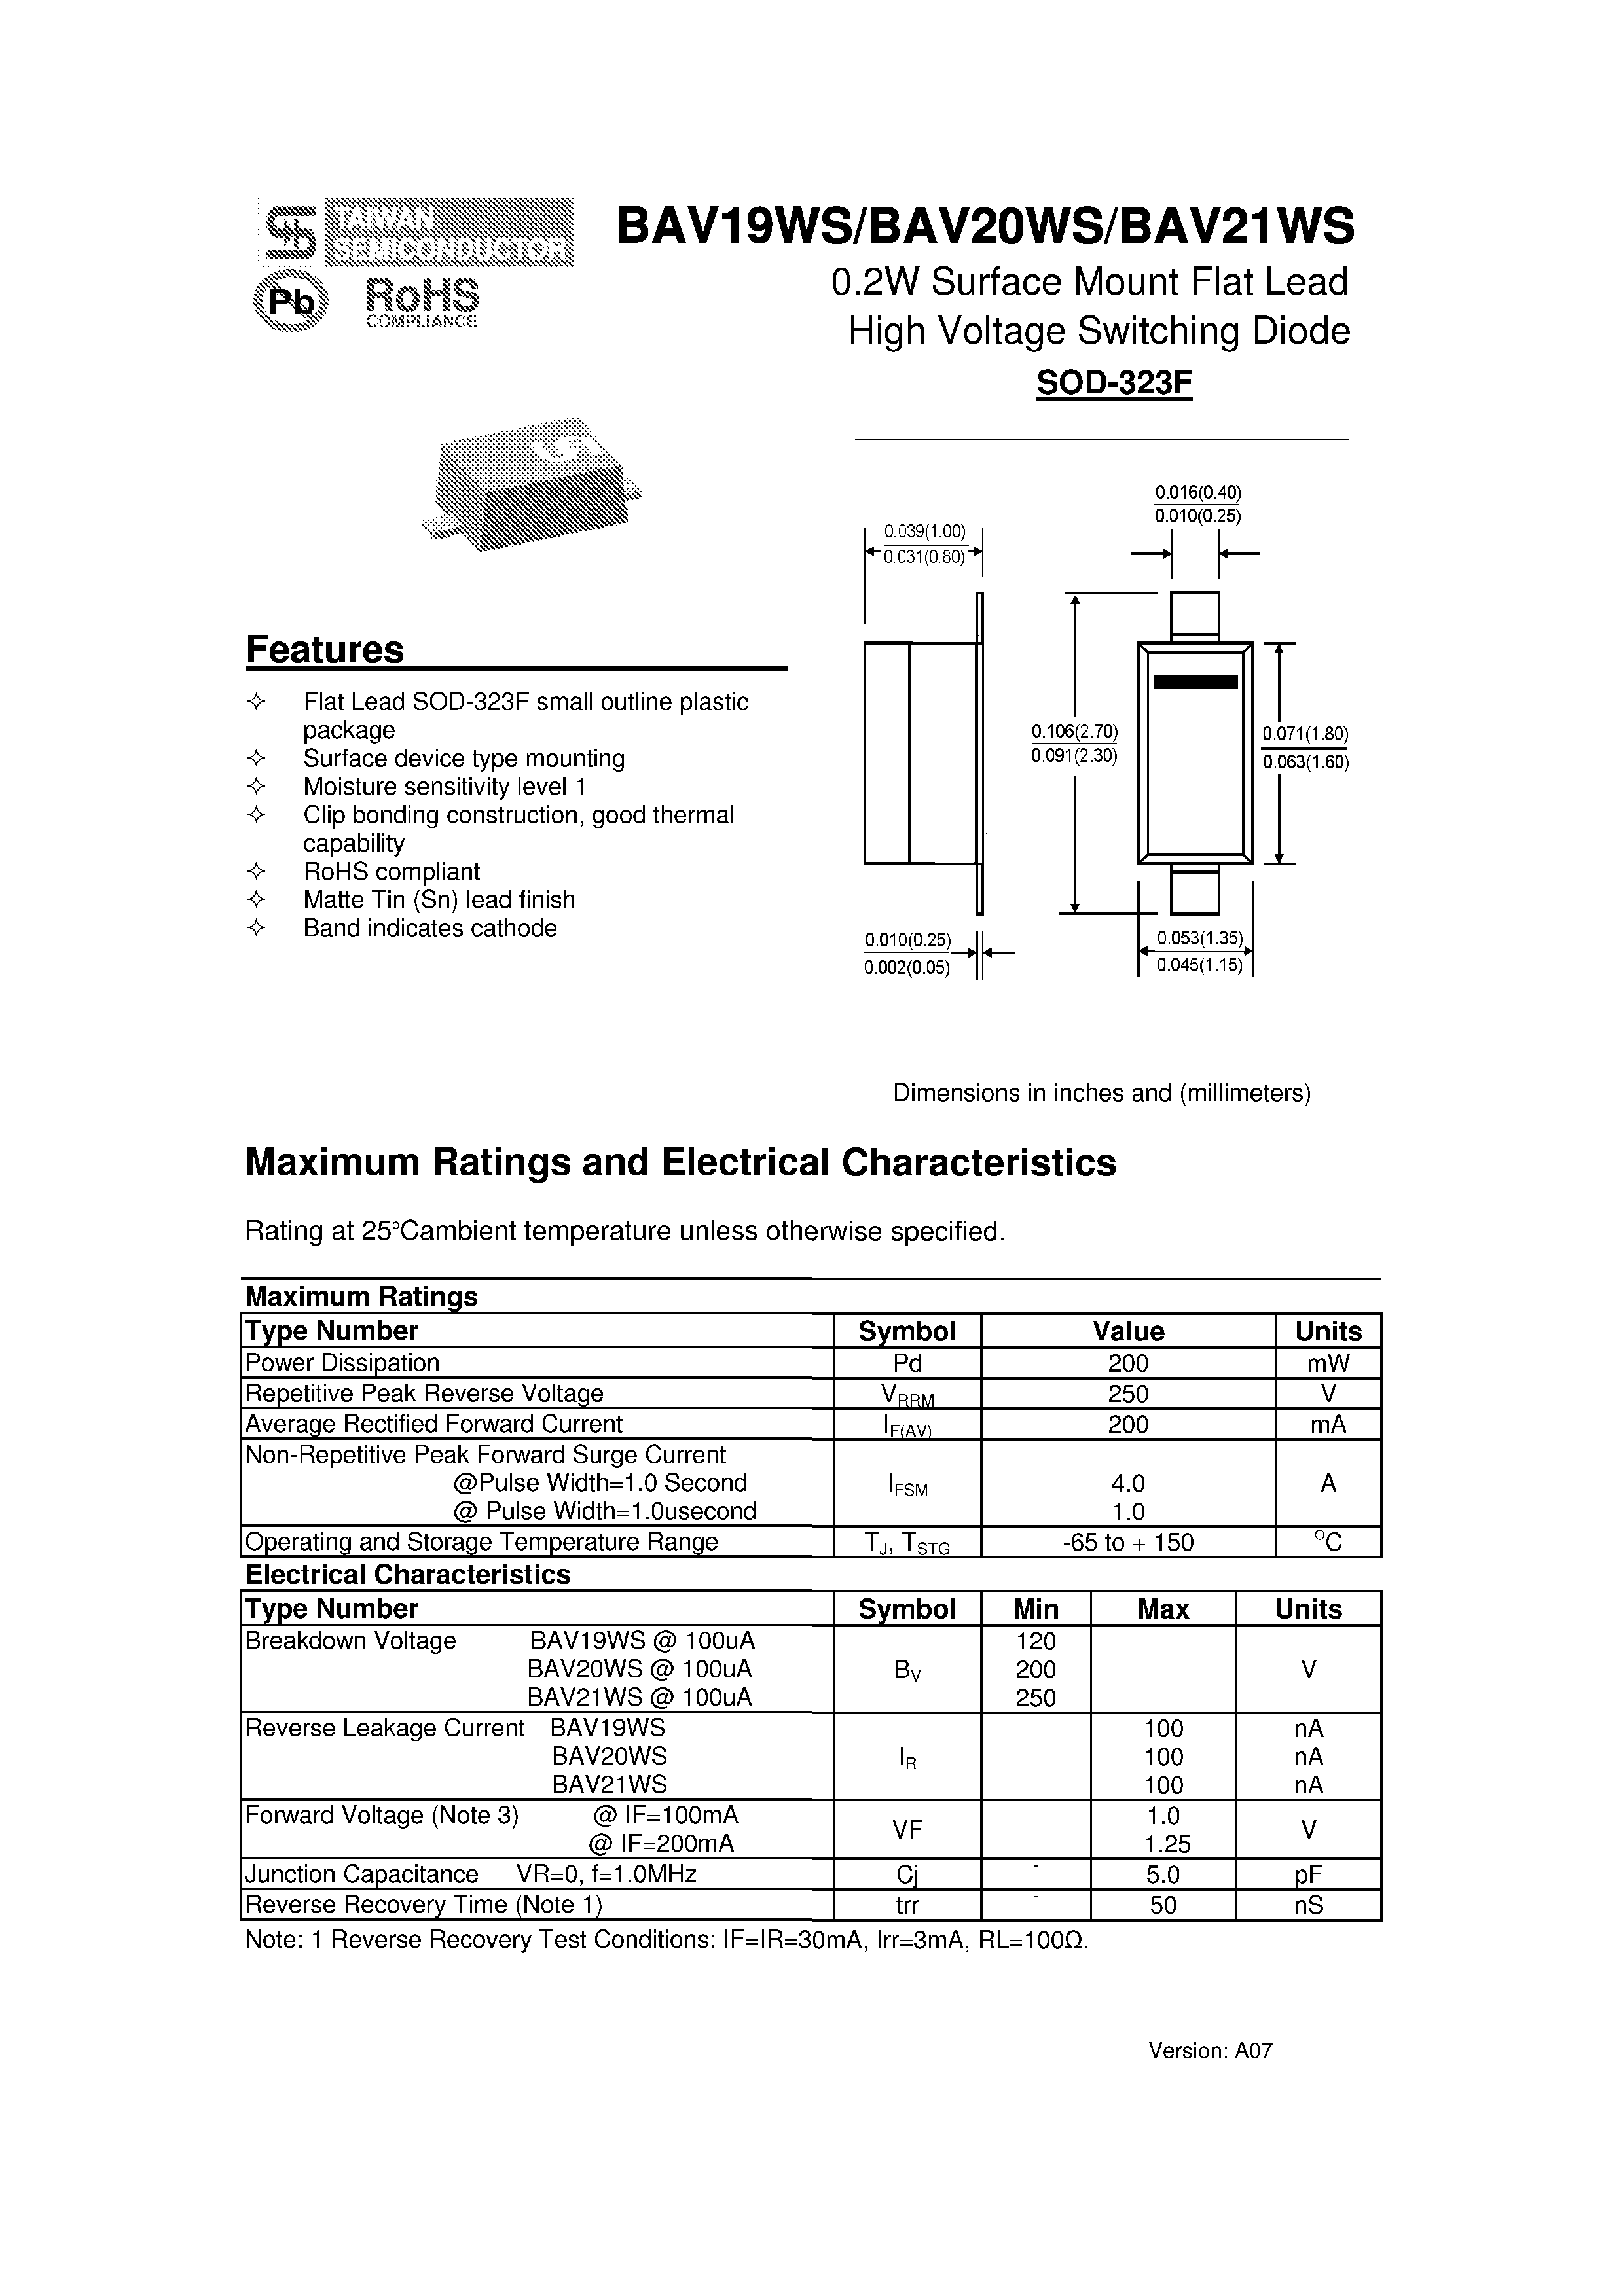 TAIWAN
SEMICONDUCTOR
Pb
RoHS
COMPLIANCE
BAV19WS/BAV20WS/BAV21WS
0.2W Surface Mount Flat Lead
High Voltage Switching Diode
SOD-323F
0.016(0.40)
0.010(0.25)
0.039(1.00)
0.031(0.80)
0.106(2.70)
0.091(2.30)
0.071(1.80)
0.063(1.60)
0.010(0.25)
0.002(0.05)
0.053(1.35)
0.045(1.15)
Dimensions in inches and (millimeters)
Features
✧ Flat Lead SOD-323F small outline plastic
package
✧ Surface device type mounting
✧ Moisture sensitivity level 1
✧ Clip bonding construction, good thermal
capability
✧ RoHS compliant
✧ Matte Tin (Sn) lead finish
✧ Band indicates cathode
Maximum Ratings and Electrical Characteristics
Rating at 25°Cambient temperature unless otherwise specified.
Maximum Ratings
Type Number Symbol Value Units
Power Dissipation Pd 200 mW
Repetitive Peak Reverse Voltage VRRM 250 V
Average Rectified Forward Current IF(AV) 200 mA
Non-Repetitive Peak Forward Surge Current
@Pulse Width=1.0 Second IFSM 4.0 A
@ Pulse Width=1.0usecond 1.0
Operating and Storage Temperature Range TJ, TSTG -65 to + 150 °C
Electrical Characteristics
Type Number Symbol Min Max Units
Breakdown Voltage BAV19WS @ 100uA 120
BAV20WS @ 100uA BV 200 V
BAV21WS @ 100uA 250
Reverse Leakage Current BAV19WS 100 nA
BAV20WS IR 100 nA
BAV21WS 100 nA
Forward Voltage (Note 3) @ IF=100mA VF 1.0 V
@ IF=200mA 1.25
Junction Capacitance VR=0, f=1.0MHz Cj - 5.0 pF
Reverse Recovery Time (Note 1) trr - 50 nS
Note: 1 Reverse Recovery Test Conditions: IF=IR=30mA, Irr=3mA, RL=100Ω.
Version: A07